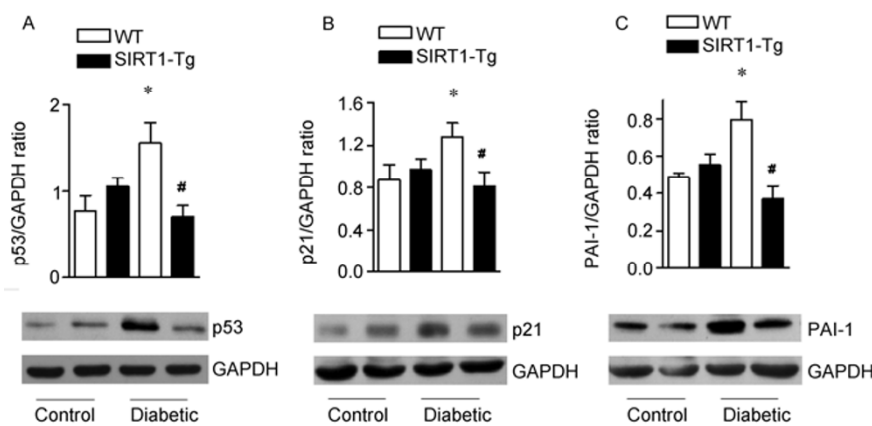 A
WT
SIRT1-Tg
*
#
2
1
0
p53/GAPDH ratio
p53
GAPDH
Control Diabetic
B
WT
SIRT1-Tg
*
#
1.6
1.2
0.8
0.4
0.0
p21/GAPDH ratio
p21
GAPDH
Control Diabetic
C
WT
SIRT1-Tg
*
#
0.8
0.6
0.4
0.2
0.0
PAI-1/GAPDH ratio
PAI-1
GAPDH
Control Diabetic